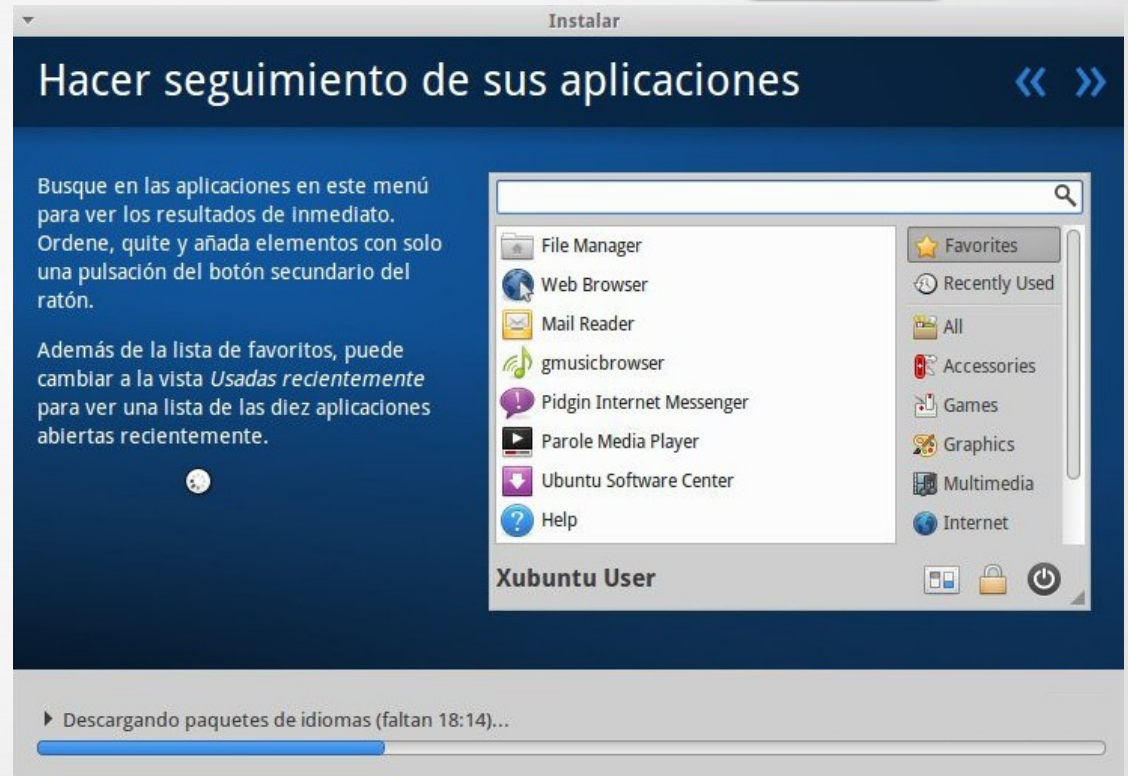 Instalar
Hacer seguimiento de sus aplicaciones
Busque en las aplicaciones en este menú
para ver los resultados de inmediato.
Ordene, quite y añada elementos con solo
una pulsación del botón secundario del
ratón.
Además de la lista de favoritos, puede
cambiar a la vista Usadas recientemente
para ver una lista de las diez aplicaciones
abiertas recientemente.
File Manager
Web Browser
Mail Reader
gmusicbrowser
Pidgin Internet Messenger
Parole Media Player
Ubuntu Software Center
Help
Favorites
Recently Used
All
Accessories
Games
Graphics
Multimedia
Internet
Xubuntu User
Descargando paquetes de idiomas (faltan 18:14)...